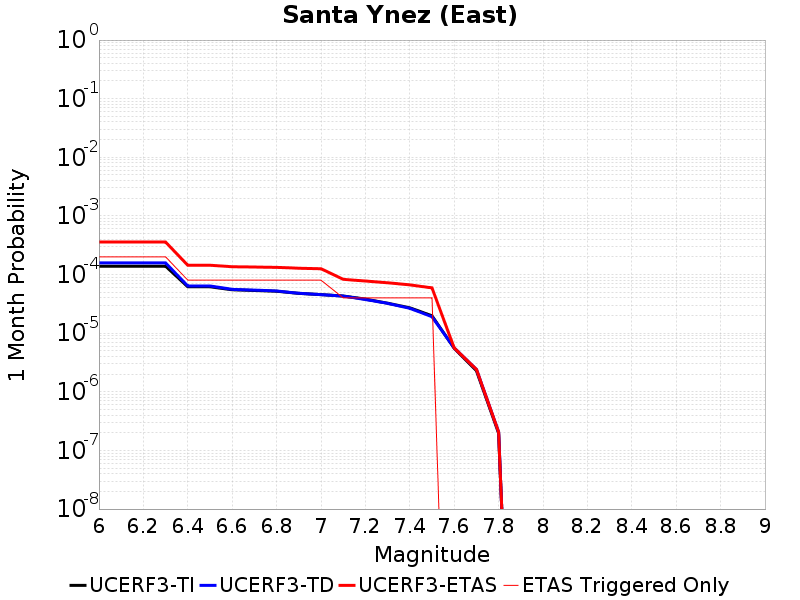 Santa Ynez (East)
1 Month Probability
10^0
10^-1
10^-2
10^-3
10^-4
10^-5
10^-6
10^-7
10^-8
6 6.2 6.4 6.6 6.8 7 7.2 7.4 7.6 7.8 8 8.2 8.4 8.6 8.8 9
Magnitude
UCERF3-TI UCERF3-TD UCERF3-ETAS ETAS Triggered Only